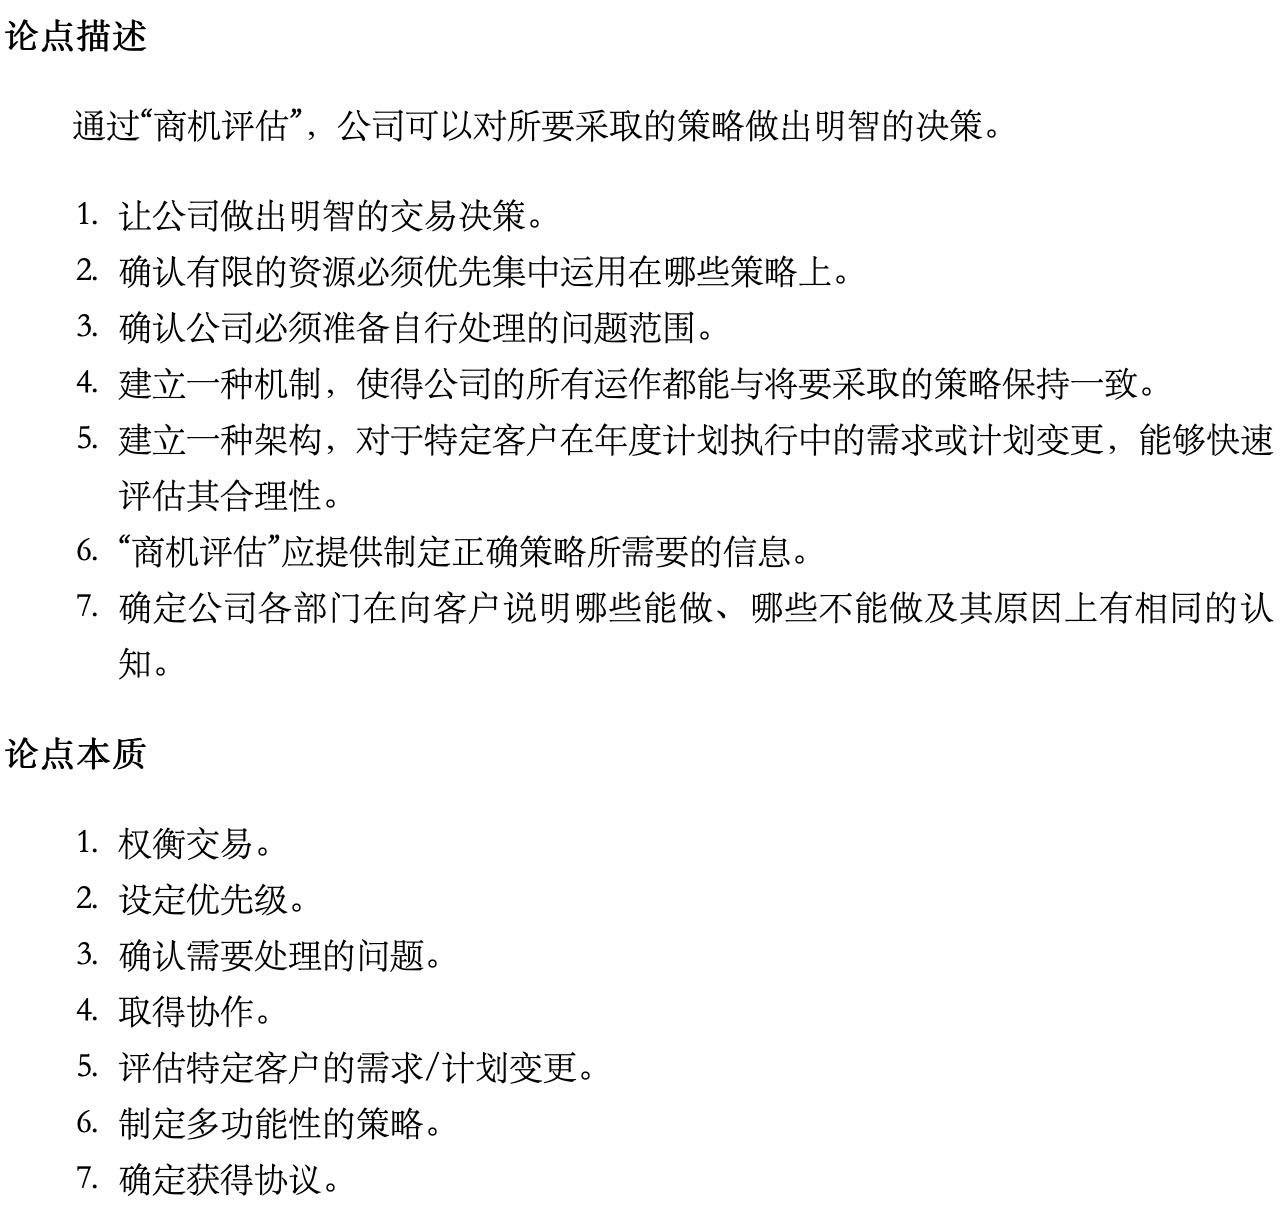 论点描述
通过“商机评估”，公司可以对所要采取的策略做出明智的决策。
1. 让公司做出明智的交易决策。
2. 确认有限的资源必须优先集中运用在哪些策略上。
3. 确认公司必须准备自行处理的问题范围。
4. 建立一种机制，使得公司的所有运作都能与将要采取的策略保持一致。
5. 建立一种架构，对于特定客户在年度计划执行中的需求或计划变更，能够快速
评估其合理性。
6. “商机评估”应提供制定正确策略所需要的信息。
7. 确定公司各部门在向客户说明哪些能做、哪些不能做及其原因上有相同的认
知。
论点本质
1. 权衡交易。
2. 设定优先级。
3. 确认需要处理的问题。
4. 取得协作。
5. 评估特定客户的需求/计划变更。
6. 制定多功能性的策略。
7. 确定获得协议。